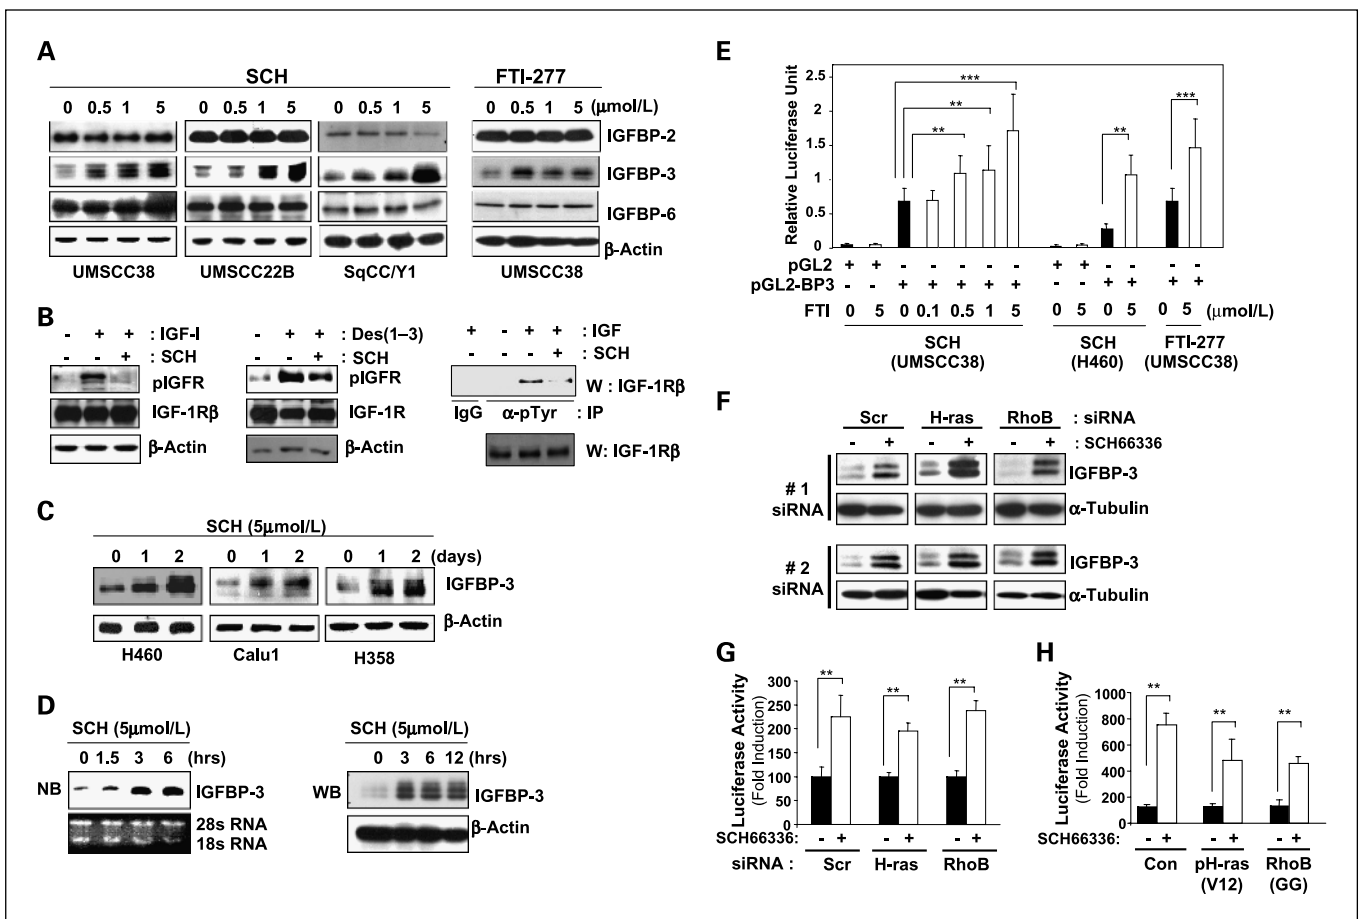 A
SCH FTI-277
0 0.5 1 5 0 0.5 1 5 0 0.5 1 5 0 0.5 1 5 (μmol/L)
IGFBP-2
IGFBP-3
IGFBP-6
β-Actin
UMSCC38 UMSCC22B SqCC/Y1 UMSCC38
B
- + + : IGF-I
- - + : SCH
pIGFR
IGF-1Rβ
β-Actin
- + + : Des(1–3)
- - + : SCH
pIGFR
IGF-1R
β-Actin
+ - + + : IGF
- - - + : SCH
W : IGF-1Rβ
IgG α-pTyr : IP
W: IGF-1Rβ
C
SCH (5μmol/L)
0 1 2 0 1 2 0 1 2 (days)
IGFBP-3
β-Actin
H460 Calu1 H358
D
SCH (5μmol/L)
0 1.5 3 6 (hrs)
NB IGFBP-3
28s RNA
18s RNA
SCH (5μmol/L)
0 3 6 12 (hrs)
WB IGFBP-3
β-Actin
E
Relative Luciferase Unit
2.5
2
1.5
1
0.5
0
***
**
**
**
***
pGL2 + + - - - - - + + - - - -
pGL2-BP3 - - + + + + + - - + + + +
FTI 0 5 0 0.1 0.5 1 5 0 5 0 5 0 5 (μmol/L)
SCH SCH FTI-277
(UMSCC38) (H460) (UMSCC38)
F
Scr H-ras RhoB : siRNA
- + - + - + : SCH66336
# 1
siRNA
IGFBP-3
α-Tubulin
# 2
siRNA
IGFBP-3
α-Tubulin
G
Luciferase Activity
(Fold Induction)
300
250
200
150
100
50
0
** ** **
SCH66336: - + - + - +
siRNA : Scr H-ras RhoB
H
Luciferase Activity
(Fold Induction)
1000
800
600
400
200
0
** ** **
SCH66336: - + - + - +
Con pH-ras RhoB
(V12) (GG)